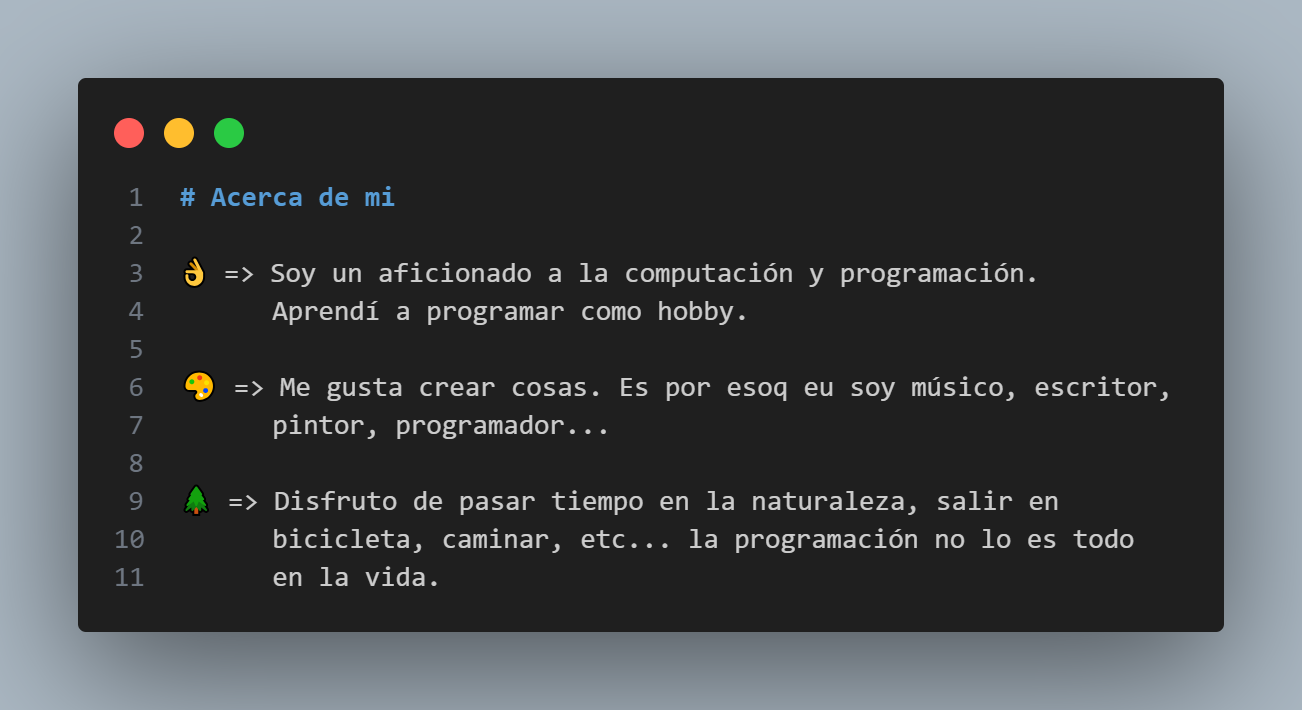 1 # Acerca de mi
2
3 👌 => Soy un aficionado a la computación y programación.
4 Aprendí a programar como hobby.
5
6 🎨 => Me gusta crear cosas. Es por esoq eu soy músico, escritor,
7 pintor, programador...
8
9 🌲 => Disfruto de pasar tiempo en la naturaleza, salir en
10 bicicleta, caminar, etc... la programación no lo es todo
11 en la vida.